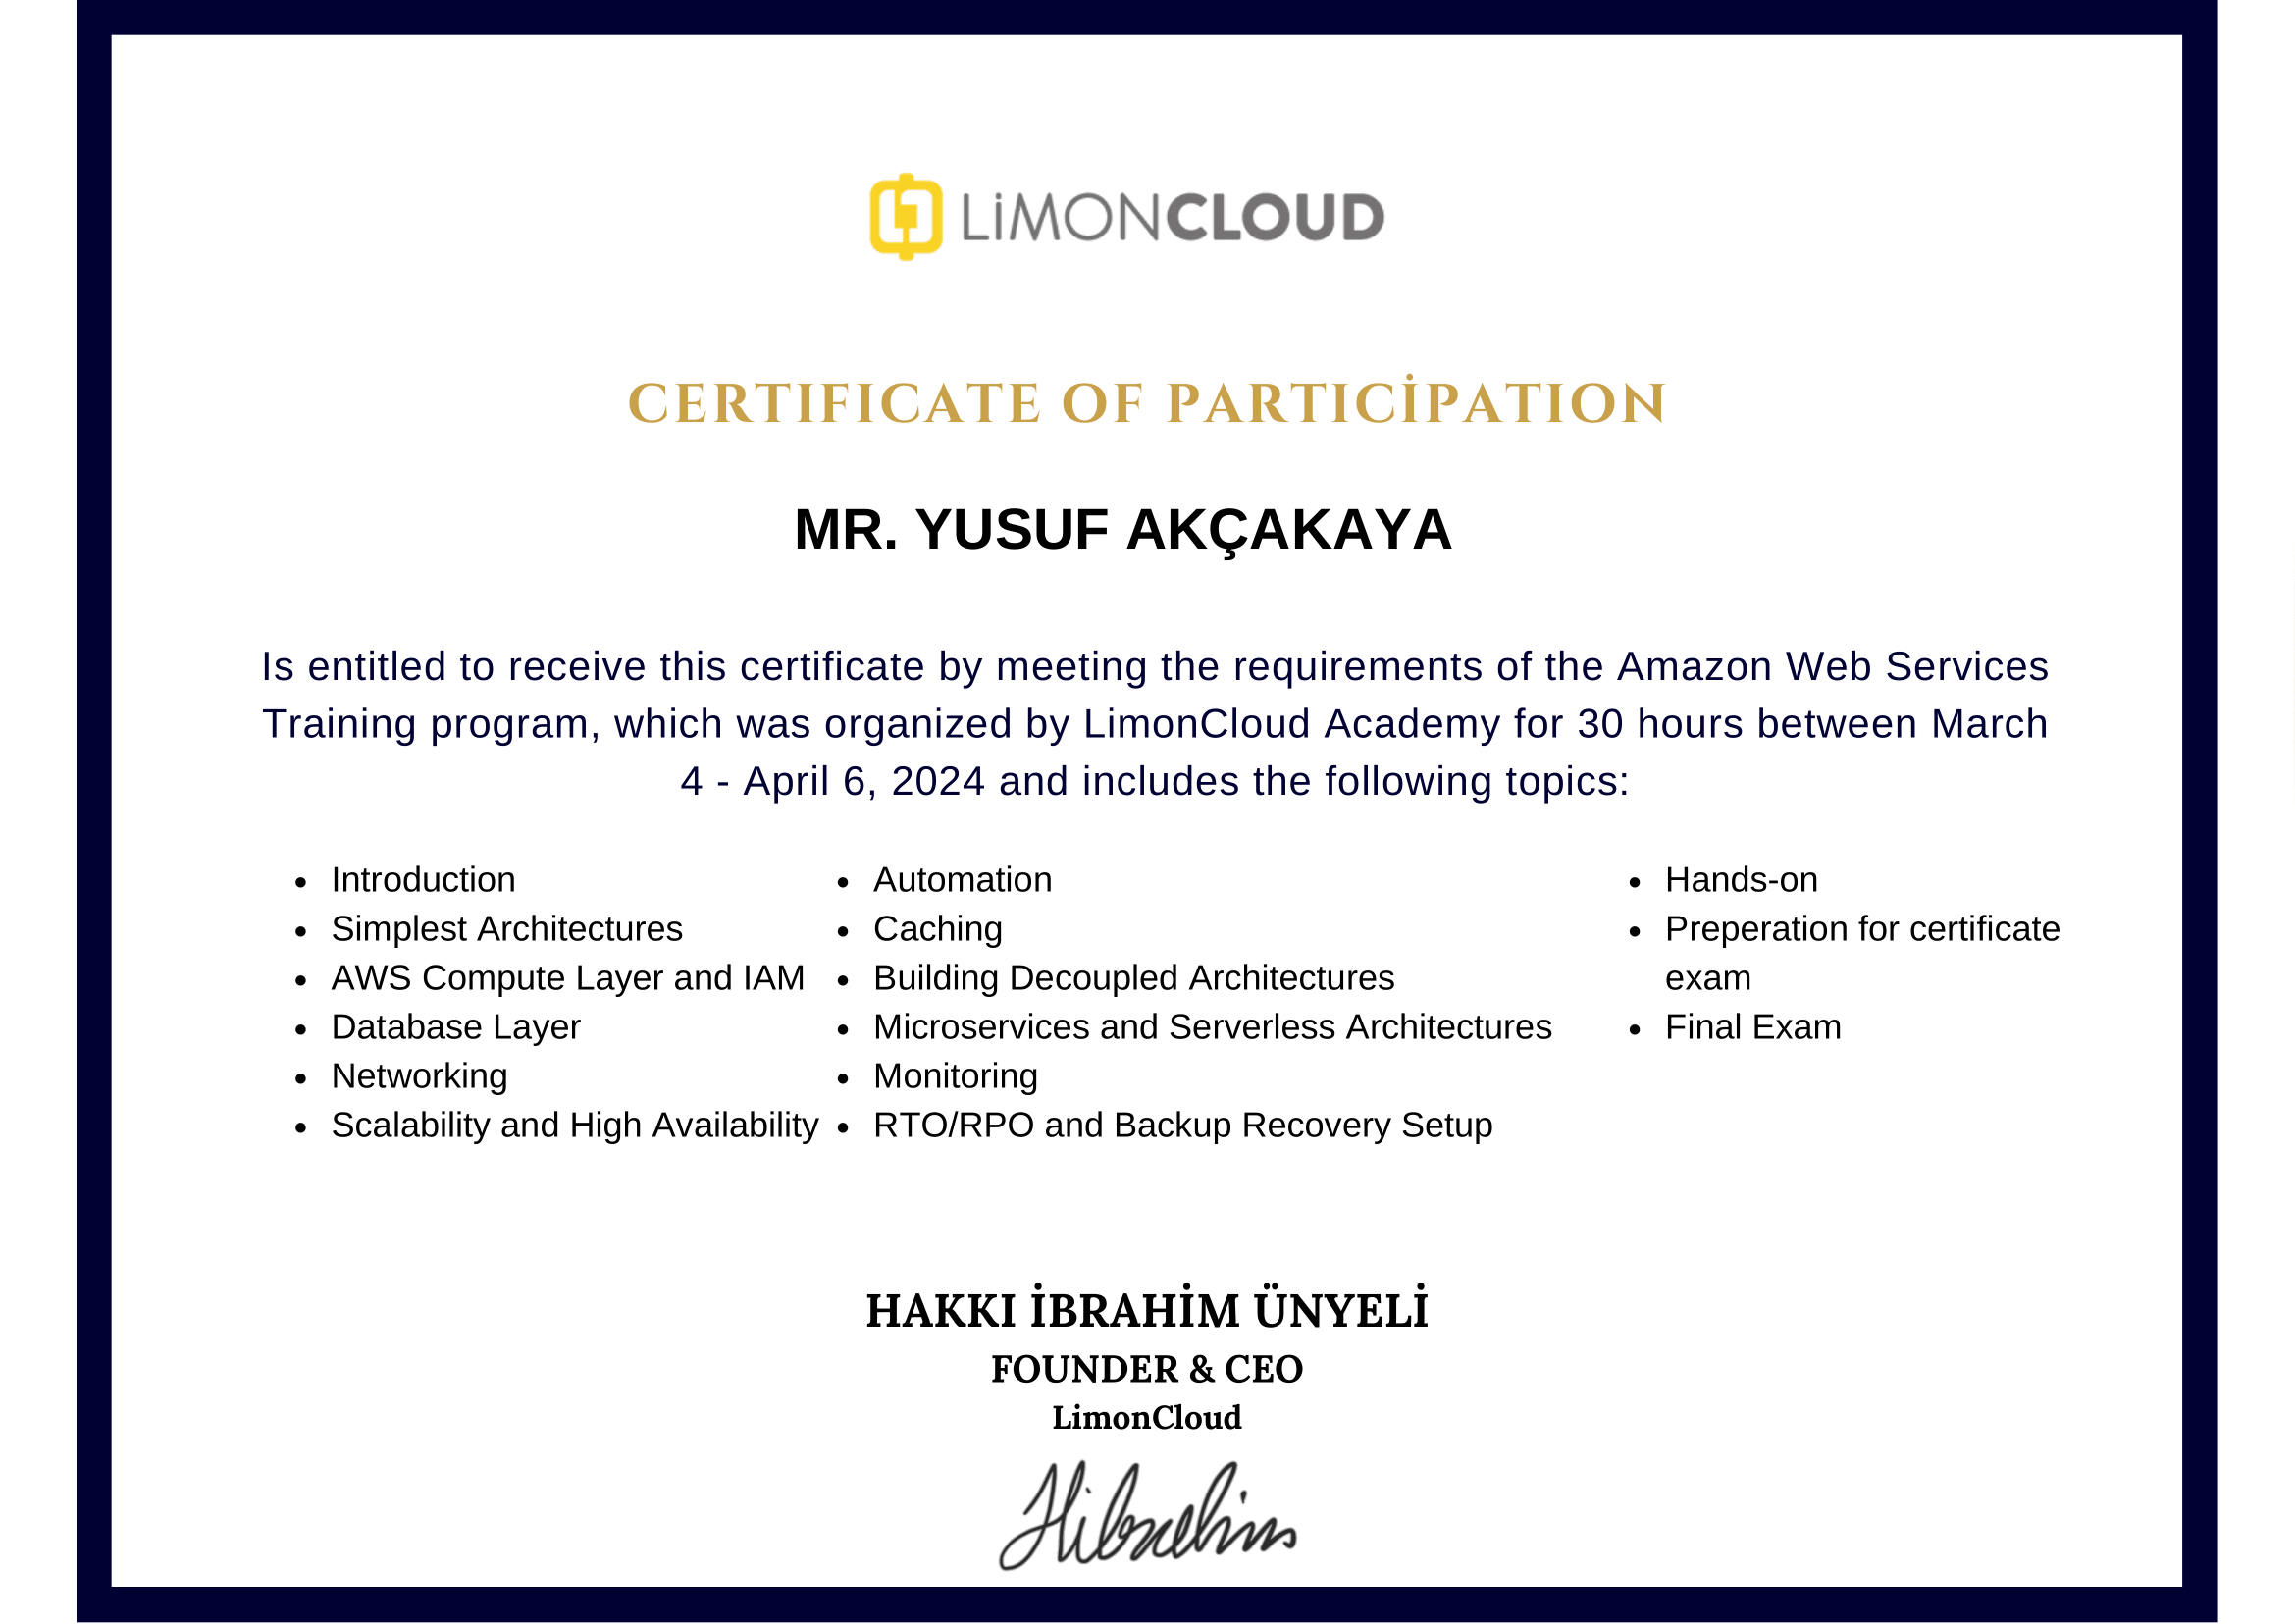 LiMONCLOUD
CERTIFICATE OF PARTICİPATION
MR. YUSUF AKÇAKAYA
Is entitled to receive this certificate by meeting the requirements of the Amazon Web Services
Training program, which was organized by LimonCloud Academy for 30 hours between March
4 - April 6, 2024 and includes the following topics:
• Introduction
• Simplest Architectures
• AWS Compute Layer and IAM
• Database Layer
• Networking
• Scalability and High Availability
• Automation
• Caching
• Building Decoupled Architectures
• Microservices and Serverless Architectures
• Monitoring
• RTO/RPO and Backup Recovery Setup
• Hands-on
• Preperation for certificate
exam
• Final Exam
HAKKI İBRAHİM ÜNYELİ
FOUNDER & CEO
LimonCloud
Hibrahim